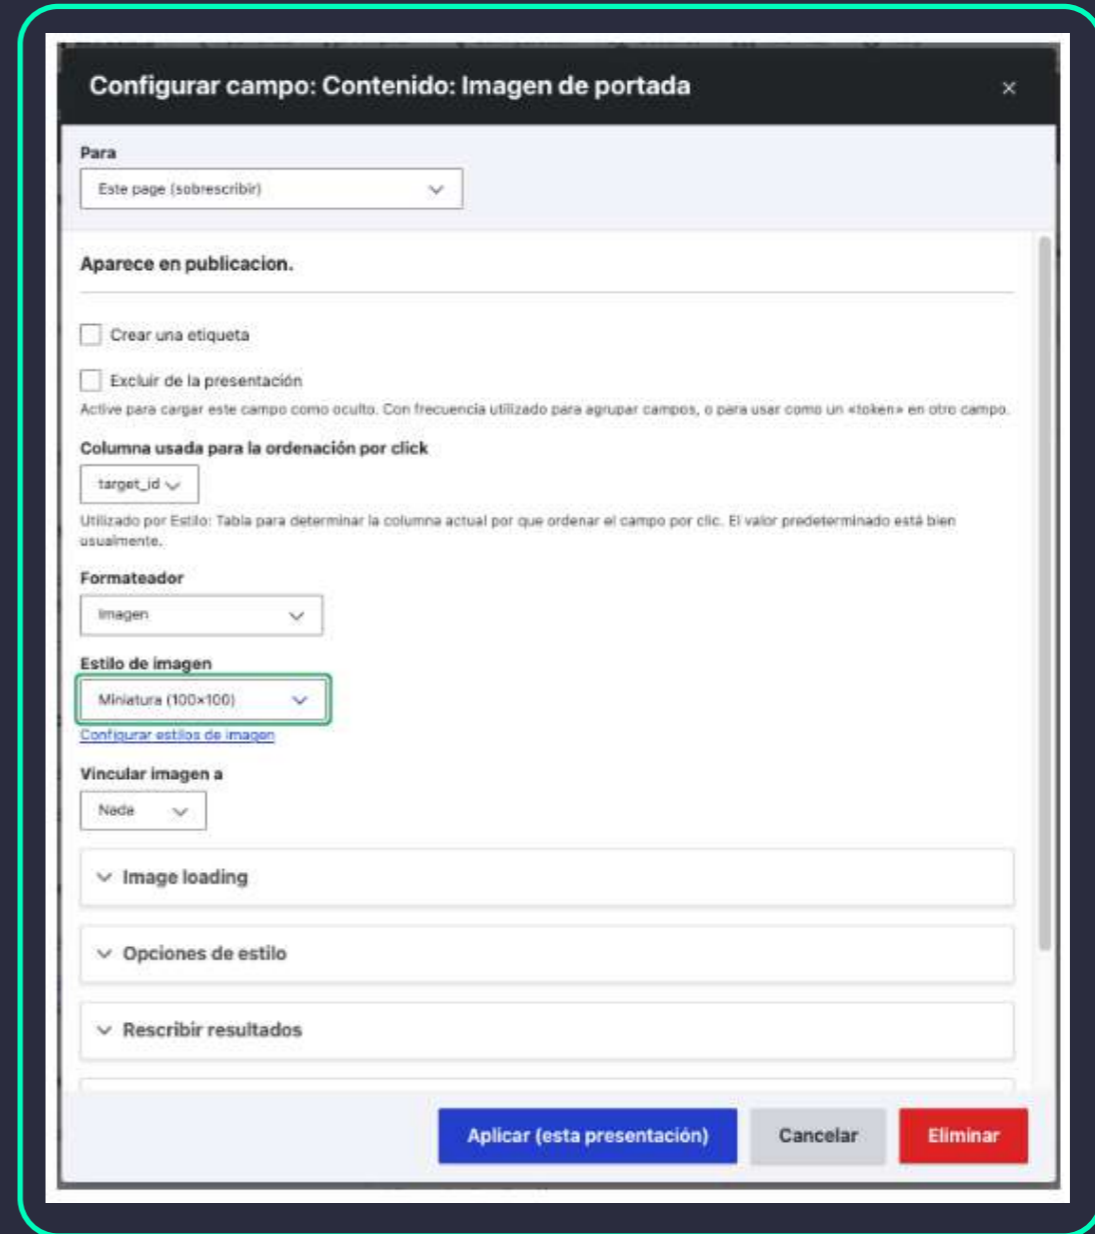 Configurar campo: Contenido: Imagen de portada
Para
Este page (sobrescribir)
Aparece en publicacion.
Crear una etiqueta
Excluir de la presentación
Active para cargar este campo como oculto. Con frecuencia utilizado para agrupar campos, o para usar como un «token» en otro campo.
Columna usada para la ordenación por click
target_id
Utilizado por Estilo: Tabla para determinar la columna actual por que ordenar el campo por clic. El valor predeterminado está bien
usualmente.
Formateador
Imagen
Estilo de imagen
Miniatura (100×100)
Configurar estilos de imagen
Vincular imagen a
Nada
Image loading
Opciones de estilo
Rescribir resultados
Aplicar (esta presentación)
Cancelar
Eliminar